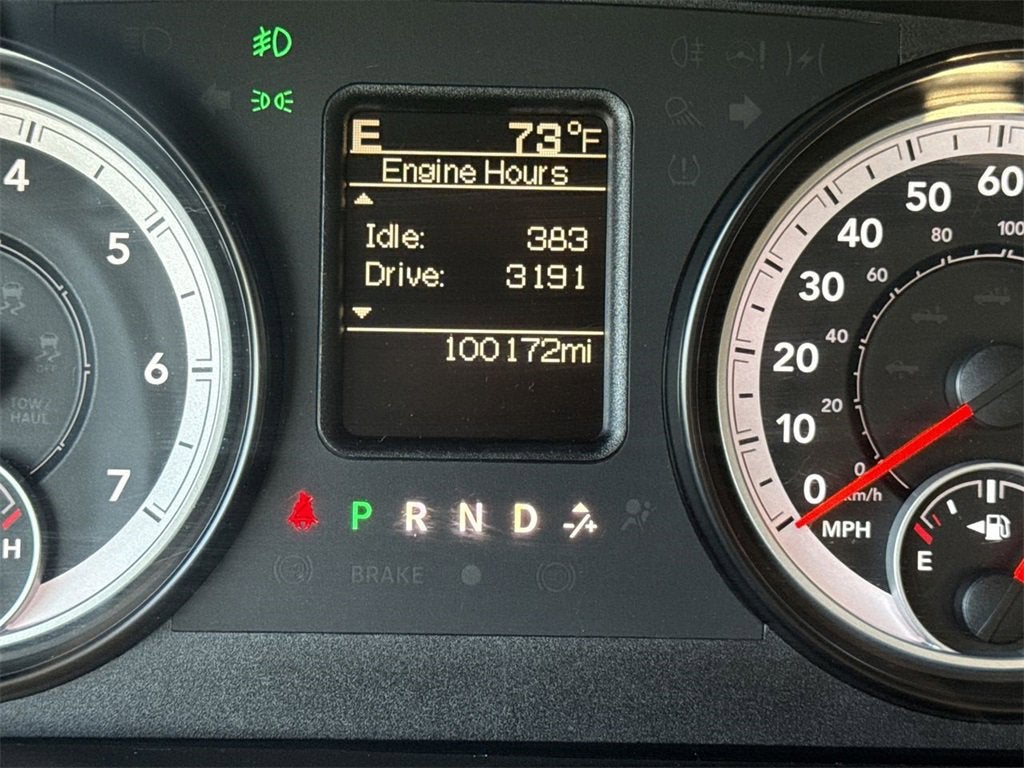 E 73°F
Engine Hours
Idle: 383
Drive: 3191
100172mi
4
5
6
7
TOW/
HAUL
H
P R N D -/+
BRAKE
60
50
40
30
20
10
0
MPH
100
80
60
40
20
0
km/h
E